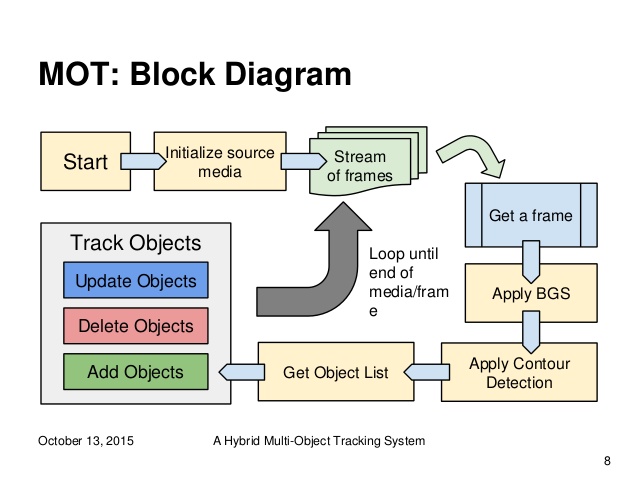 MOT: Block Diagram
Start
Initialize source
media
Stream
of frames
Get a frame
Apply BGS
Apply Contour
Detection
Get Object List
Track Objects
Update Objects
Delete Objects
Add Objects
Loop until
end of
media/fram
e
October 13, 2015
A Hybrid Multi-Object Tracking System
8